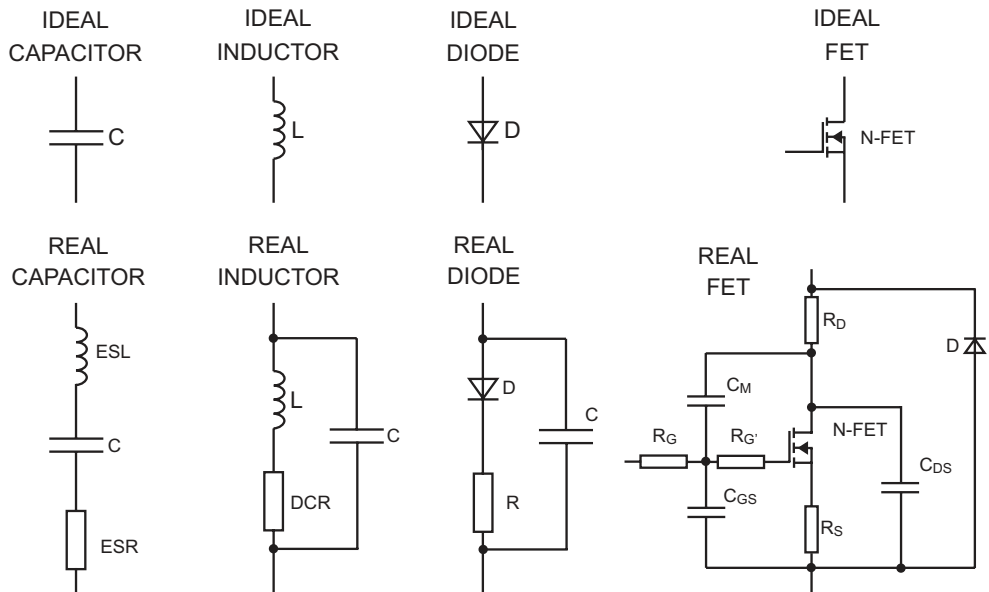 IDEAL
CAPACITOR
C
IDEAL
INDUCTOR
L
IDEAL
DIODE
D
IDEAL
FET
N-FET
REAL
CAPACITOR
ESL
C
ESR
REAL
INDUCTOR
L
C
DCR
REAL
DIODE
D
C
R
REAL
FET
RD
D
CM
N-FET
RG
RG'
CDS
CGS
RS